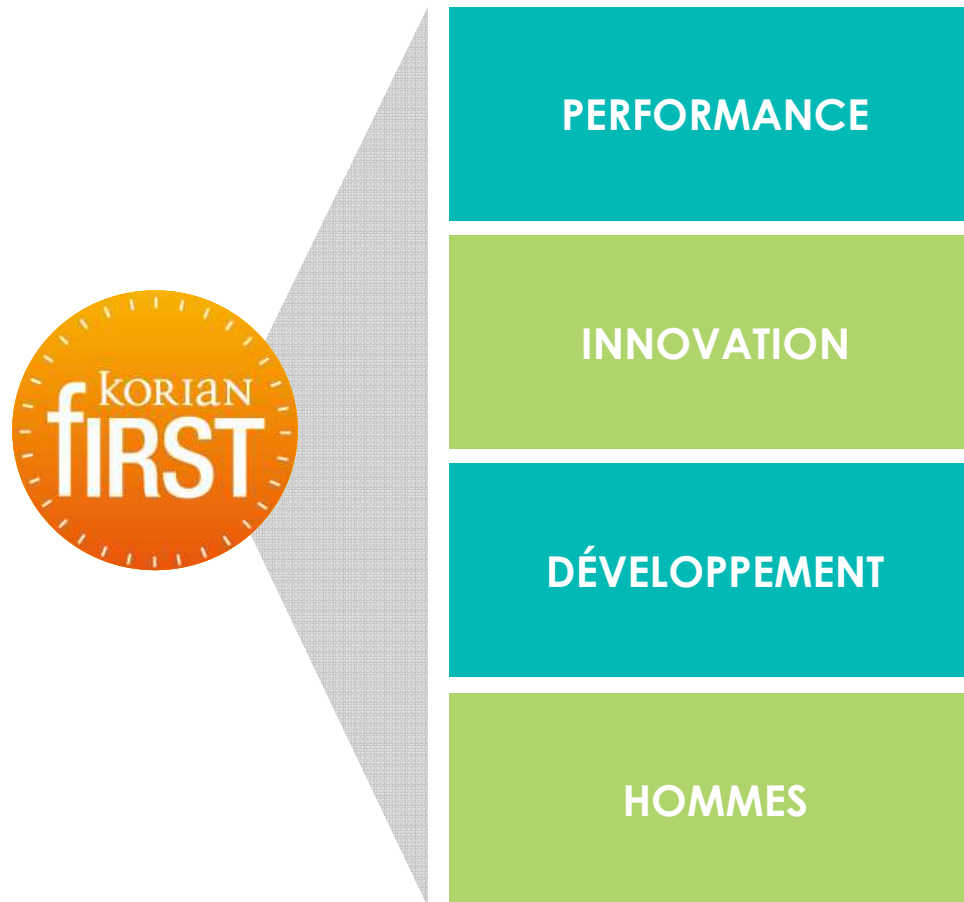 KORIAN
fIRST
PERFORMANCE
INNOVATION
DÉVELOPPEMENT
HOMMES